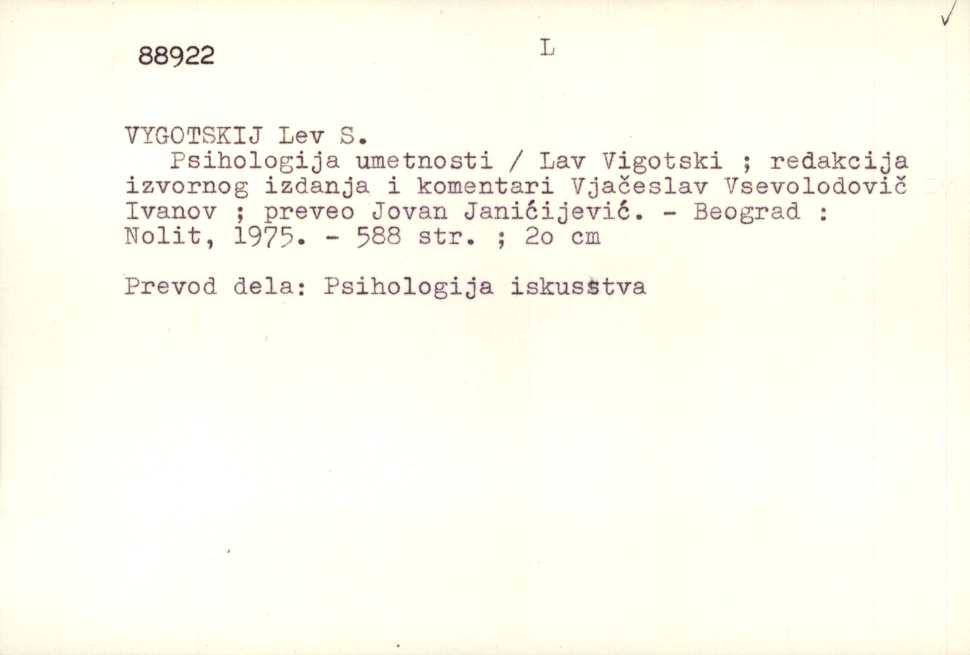 88922
L
VYGOTSKIJ Lev S.
Psihologija umetnosti / Lav Vigotski ; redakcija
izvornog izdanja i komentari Vjačeslav Vsevolodovič
Ivanov ; preveo Jovan Janićijević. - Beograd :
Nolit, 1975. - 588 str. ; 2o cm
Prevod dela: Psihologija iskusstva